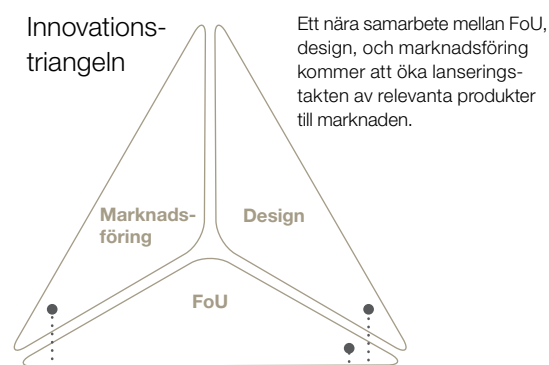 Innovations-
triangeln
Ett nära samarbete mellan FoU,
design, och marknadsföring
kommer att öka lanserings-
takten av relevanta produkter
till marknaden.
Marknads-
föring
Design
FoU